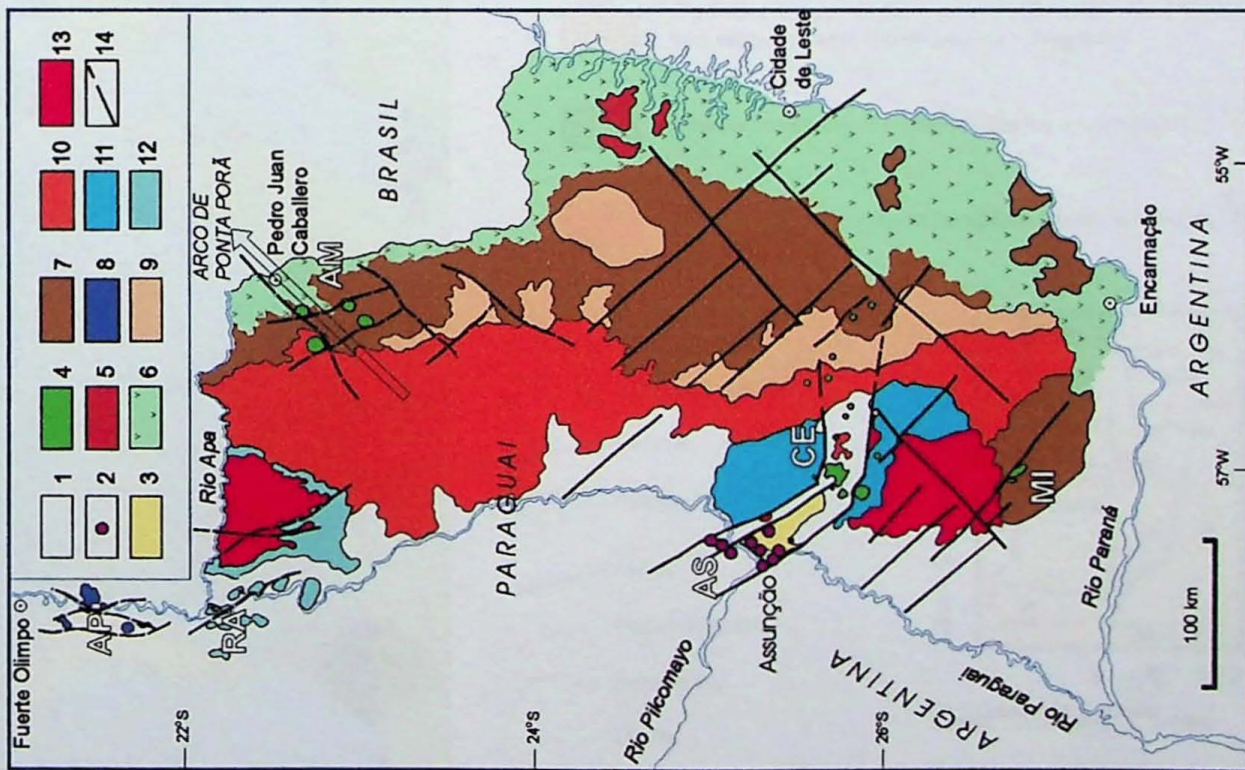 Fuerte Olimpo
1
2
3
4
5
6
7
8
9
10
11
12
13
14
ARCO DE
PONTA PORÃ
Pedro Juan
Caballero
AM
BRASIL
Rio Apa
AP
RA
22°S
24°S
26°S
PARAGUAI
Cidade
de Leste
CE
AS
Assunção
Rio Pilcomayo
MI
Encarnação
ARGENTINA
Rio Paraguai
Rio Paraná
ARGENTINA
55°W
57°W
100 km